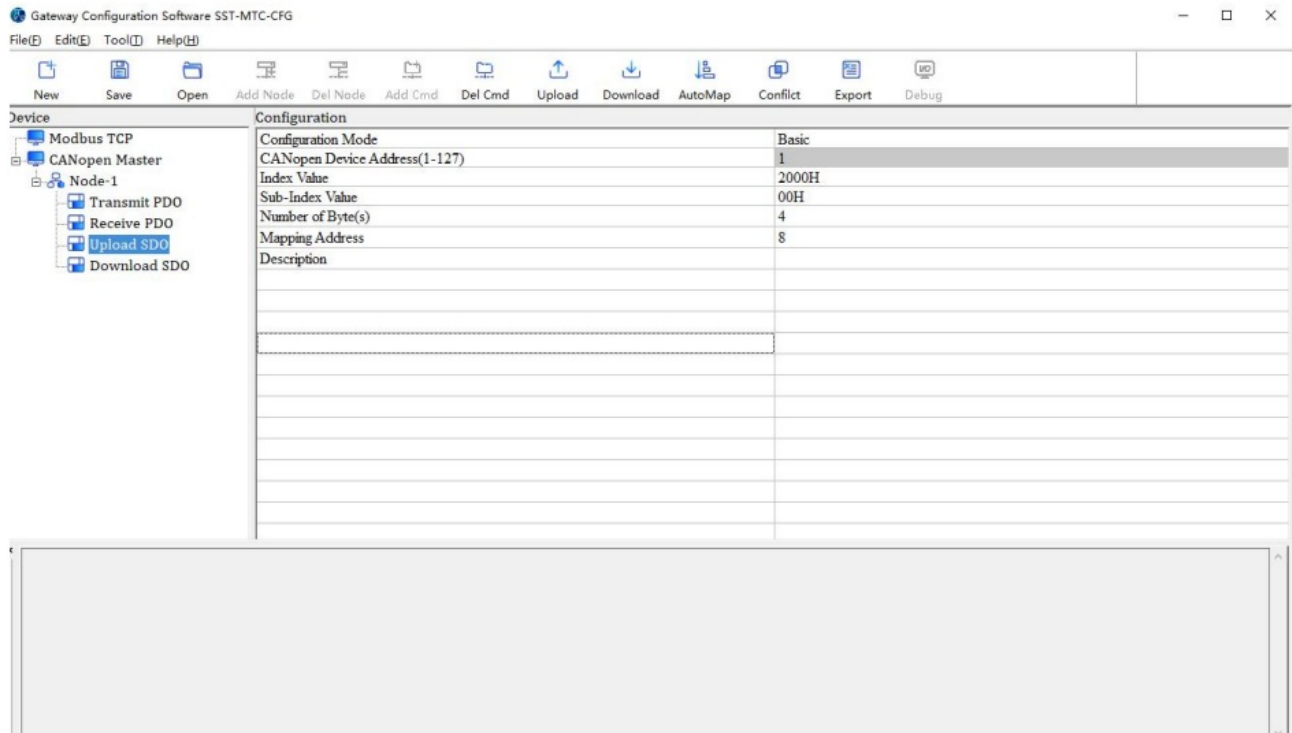 Gateway Configuration Software SST-MTC-CFG
File(F) Edit(E) Tool(T) Help(H)
New Save Open Add Node Del Node Add Cmd Del Cmd Upload Download AutoMap Confilct Export Debug
Device
Modbus TCP
CANopen Master
Node-1
Transmit PDO
Receive PDO
Upload SDO
Download SDO
Configuration
Configuration Mode Basic
CANopen Device Address(1-127) 1
Index Value 2000H
Sub-Index Value 00H
Number of Byte(s) 4
Mapping Address 8
Description